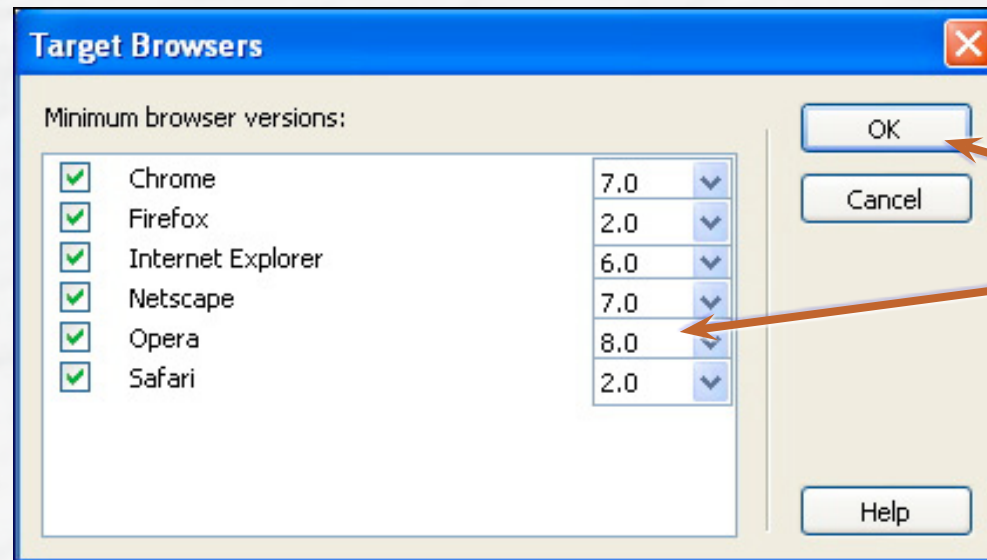 Target Browsers
Minimum browser versions:
OK
Cancel
Chrome 7.0
Firefox 2.0
Internet Explorer 6.0
Netscape 7.0
Opera 8.0
Safari 2.0
Help